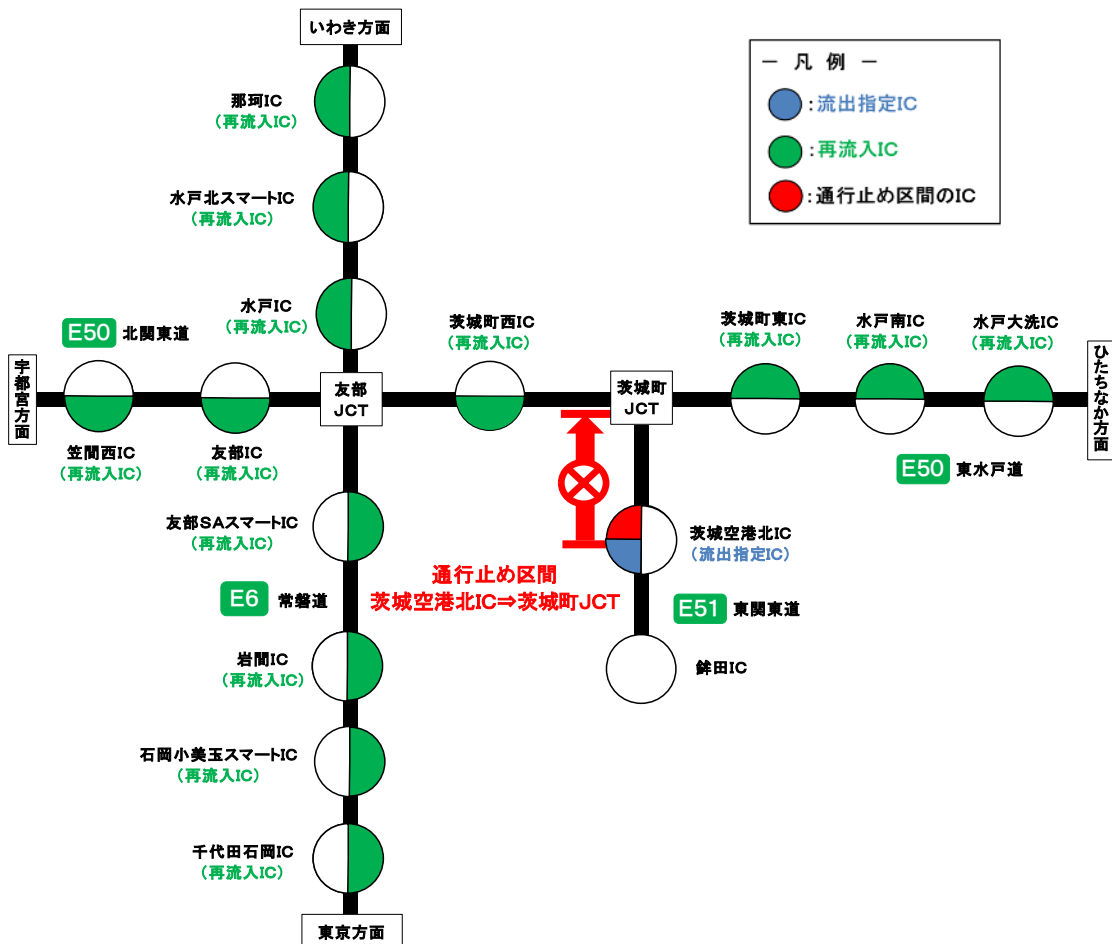 いわき方面
－ 凡 例 －
：流出指定IC
：再流入IC
：通行止め区間のIC
那珂IC
（再流入IC）
水戸北スマートIC
（再流入IC）
水戸IC
（再流入IC）
E50 北関東道
茨城町西IC
（再流入IC）
茨城町東IC
（再流入IC）
水戸南IC
（再流入IC）
水戸大洗IC
（再流入IC）
宇都宮方面
友部
JCT
茨城町
JCT
ひたちなか方面
笠間西IC
（再流入IC）
友部IC
（再流入IC）
E50 東水戸道
友部SAスマートIC
（再流入IC）
茨城空港北IC
（流出指定IC）
通行止め区間
茨城空港北IC⇒茨城町JCT
E6 常磐道
E51 東関東道
岩間IC
（再流入IC）
鉾田IC
石岡小美玉スマートIC
（再流入IC）
千代田石岡IC
（再流入IC）
東京方面